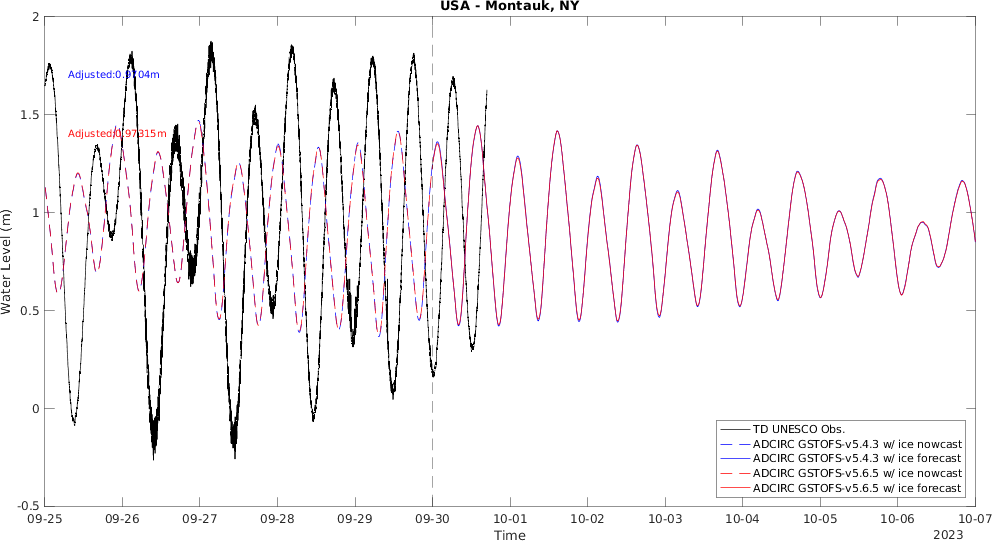 USA - Montauk, NY
2
1.5
1
0.5
0
-0.5
Water Level (m)
Adjusted:0.9704m
Adjusted:0.97315m
TD UNESCO Obs.
ADCIRC GSTOFS-v5.4.3 w/ ice nowcast
ADCIRC GSTOFS-v5.4.3 w/ ice forecast
ADCIRC GSTOFS-v5.6.5 w/ ice nowcast
ADCIRC GSTOFS-v5.6.5 w/ ice forecast
09-25 09-26 09-27 09-28 09-29 09-30 10-01 10-02 10-03 10-04 10-05 10-06 10-07
Time
2023